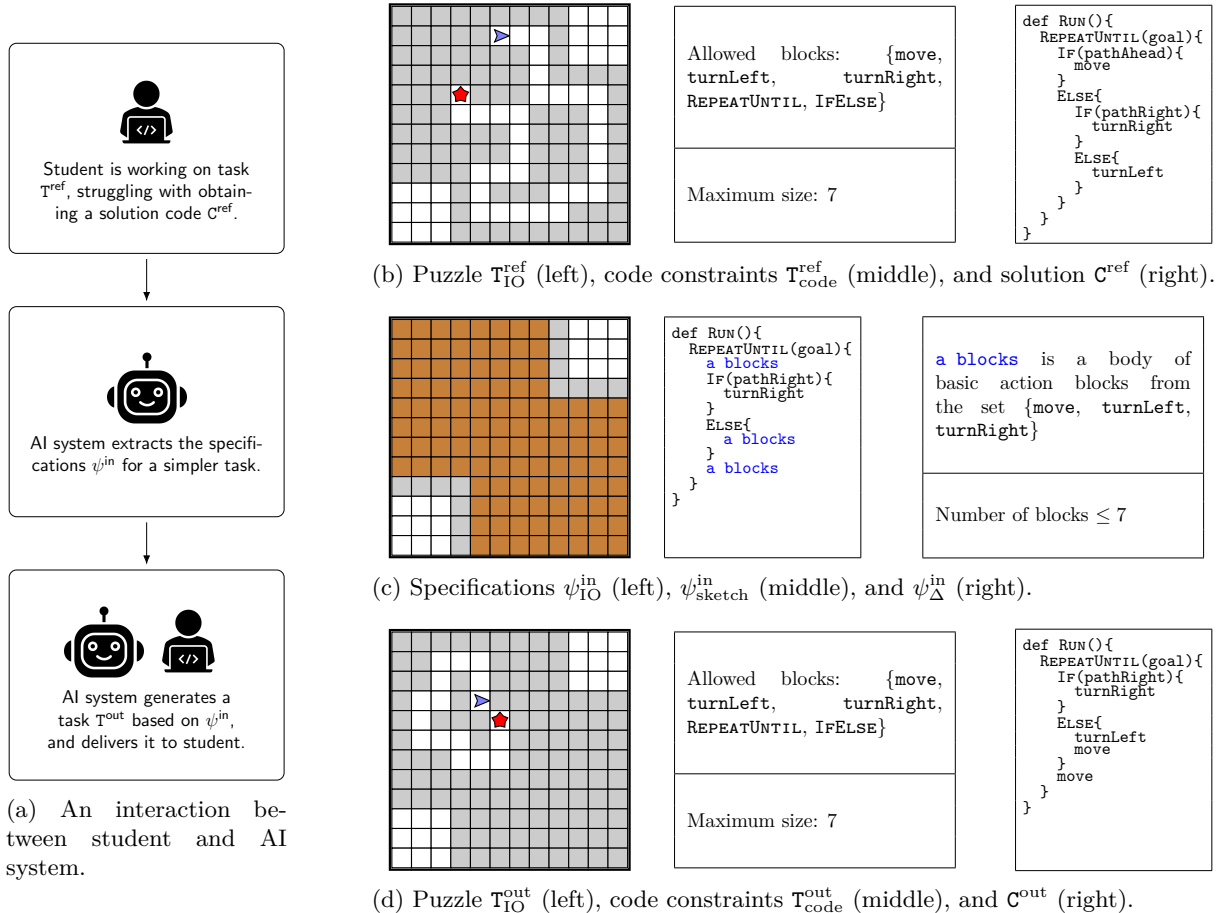 </>
Student is working on task
T^ref, struggling with obtain-
ing a solution code C^ref.
AI system extracts the specifi-
cations ψ^in for a simpler task.
</>
AI system generates a
task T^out based on ψ^in,
and delivers it to student.
(a) An interaction be-
tween student and AI
system.
Allowed blocks: {move,
turnLeft, turnRight,
REPEATUNTIL, IFELSE}
Maximum size: 7
def RUN(){
REPEATUNTIL(goal){
IF(pathAhead){
move
}
ELSE{
IF(pathRight){
turnRight
}
ELSE{
turnLeft
}
}
}
}
(b) Puzzle T^ref_IO (left), code constraints T^ref_code (middle), and solution C^ref (right).
def RUN(){
REPEATUNTIL(goal){
a blocks
IF(pathRight){
turnRight
}
ELSE{
a blocks
}
a blocks
}
}
a blocks is a body of
basic action blocks from
the set {move, turnLeft,
turnRight}
Number of blocks ≤ 7
(c) Specifications ψ^in_IO (left), ψ^in_sketch (middle), and ψ^in_Δ (right).
Allowed blocks: {move,
turnLeft, turnRight,
REPEATUNTIL, IFELSE}
Maximum size: 7
def RUN(){
REPEATUNTIL(goal){
IF(pathRight){
turnRight
}
ELSE{
turnLeft
move
}
move
}
}
(d) Puzzle T^out_IO (left), code constraints T^out_code (middle), and C^out (right).